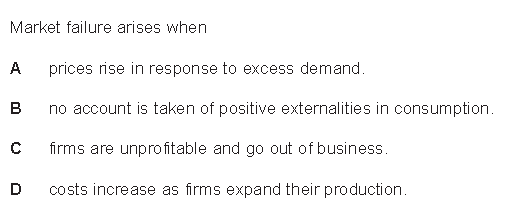 Market failure arises when
A prices rise in response to excess demand.
B no account is taken of positive externalities in consumption.
C firms are unprofitable and go out of business.
D costs increase as firms expand their production.